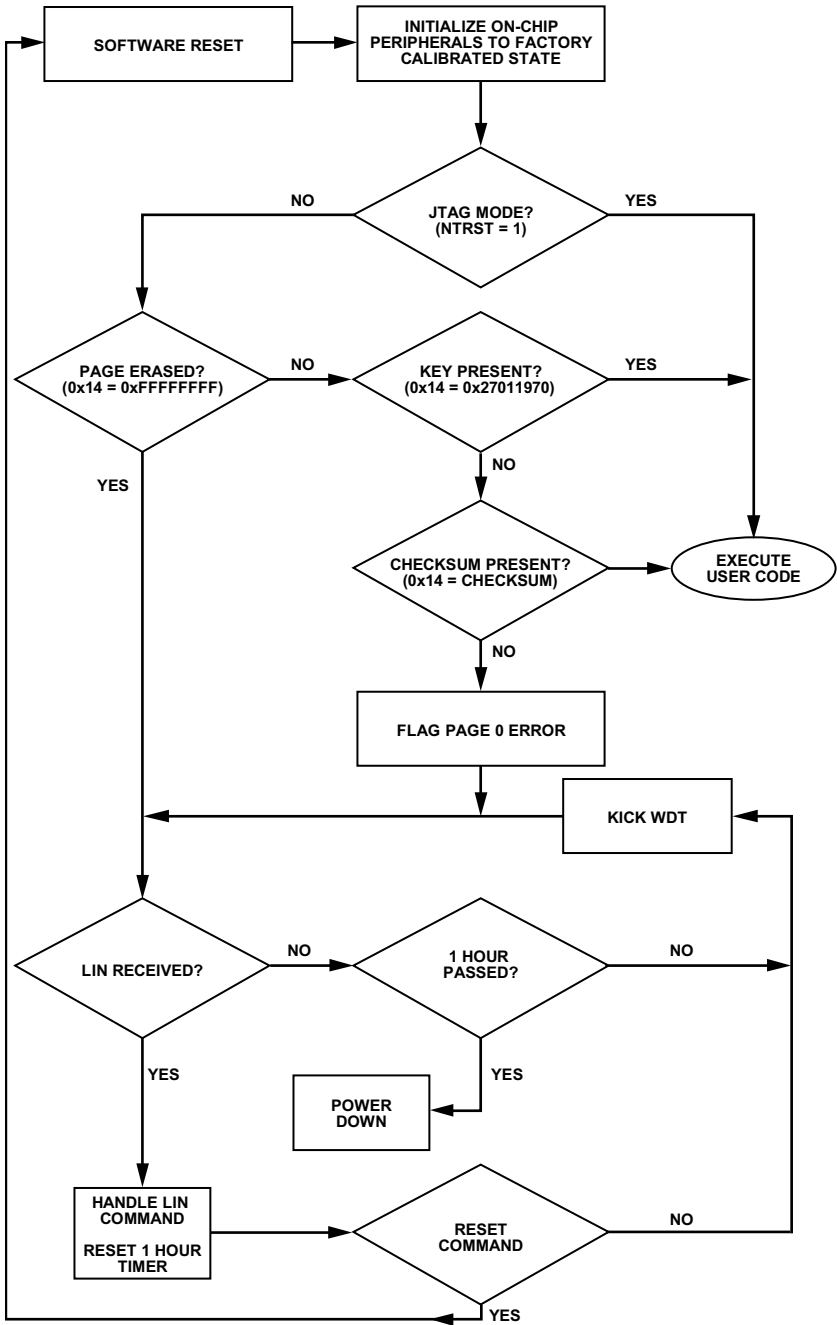 SOFTWARE RESET
INITIALIZE ON-CHIP
PERIPHERALS TO FACTORY
CALIBRATED STATE
NO
JTAG MODE?
(NTRST = 1)
YES
PAGE ERASED?
(0x14 = 0xFFFFFFFF)
NO
KEY PRESENT?
(0x14 = 0x27011970)
YES
YES
NO
CHECKSUM PRESENT?
(0x14 = CHECKSUM)
EXECUTE
USER CODE
NO
FLAG PAGE 0 ERROR
KICK WDT
LIN RECEIVED?
NO
1 HOUR
PASSED?
NO
YES
YES
POWER
DOWN
HANDLE LIN
COMMAND
RESET 1 HOUR
TIMER
RESET
COMMAND
NO
YES